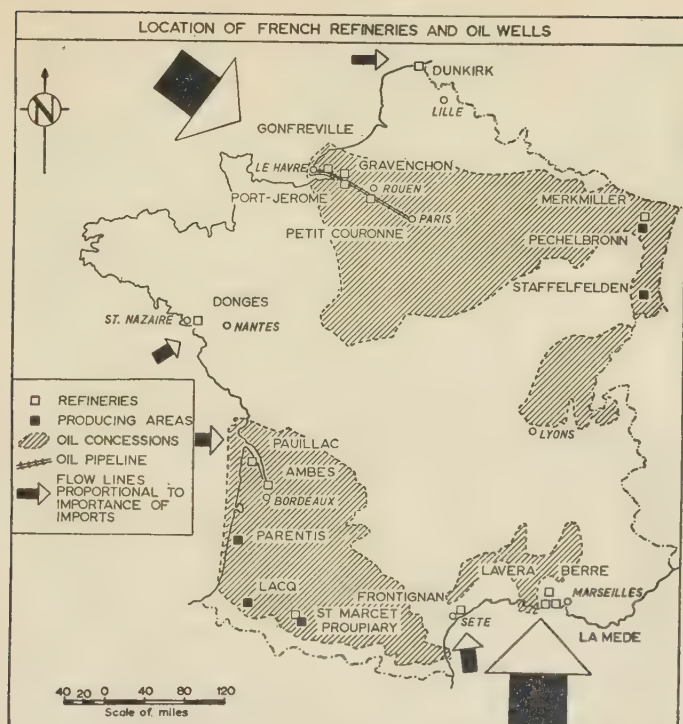 LOCATION OF FRENCH REFINERIES AND OIL WELLS
N
DUNKIRK
LILLE
GONFREVILLE
LE HAVRE
GRAVENCHON
ROUEN
PORT-JEROME
PARIS
PETIT COURONNE
MERKMILLER
PECHELBRONN
STAFFELFELDEN
DONGES
ST. NAZAIRE
NANTES
REFINERIES
PRODUCING AREAS
OIL CONCESSIONS
OIL PIPELINE
FLOW LINES
PROPORTIONAL TO
IMPORTANCE OF
IMPORTS
LYONS
PAUILLAC
AMBES
BORDEAUX
PARENTIS
LACQ
ST MARCET
PROUPIARY
FRONTIGNAN
SETE
LAVERA
BERRE
MARSEILLES
LA MEDE
40 20 0 40 80 120
Scale of miles